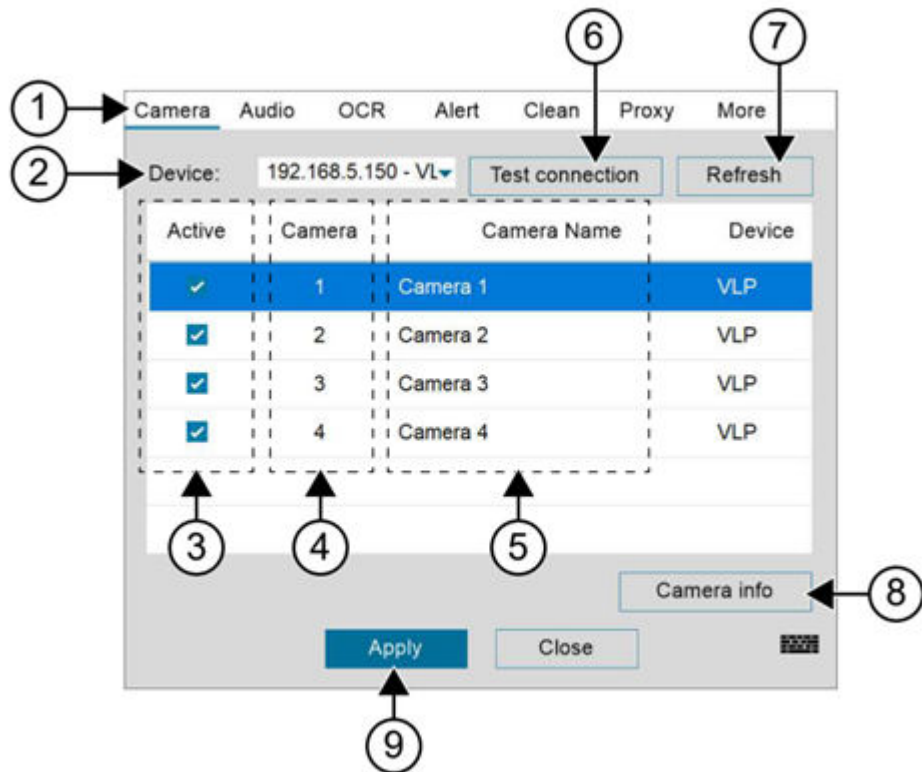 6 7
1 Camera Audio OCR Alert Clean Proxy More
2 Device: 192.168.5.150 - VL Test connection Refresh
Active Camera Camera Name Device
1 Camera 1 VLP
2 Camera 2 VLP
3 Camera 3 VLP
4 Camera 4 VLP
3 4 5
Camera info 8
Apply Close
9